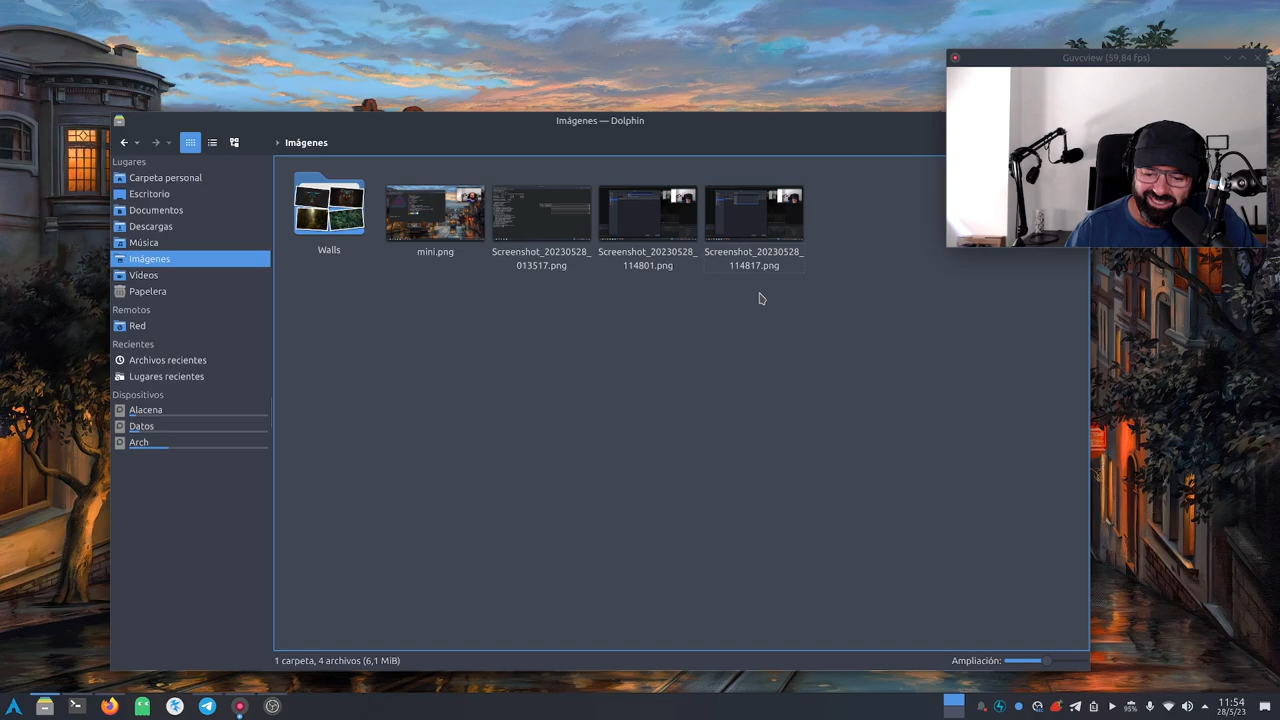 Guvcview (59,84 fps)
Imágenes — Dolphin
Imágenes
Lugares
Carpeta personal
Escritorio
Documentos
Descargas
Música
Imágenes
Vídeos
Papelera
Remotos
Red
Recientes
Archivos recientes
Lugares recientes
Dispositivos
Alacena
Datos
Arch
Walls
mini.png
Screenshot_20230528_
013517.png
Screenshot_20230528_
114801.png
Screenshot_20230528_
114817.png
1 carpeta, 4 archivos (6,1 MiB)
Ampliación:
95%
11:54
28/5/23